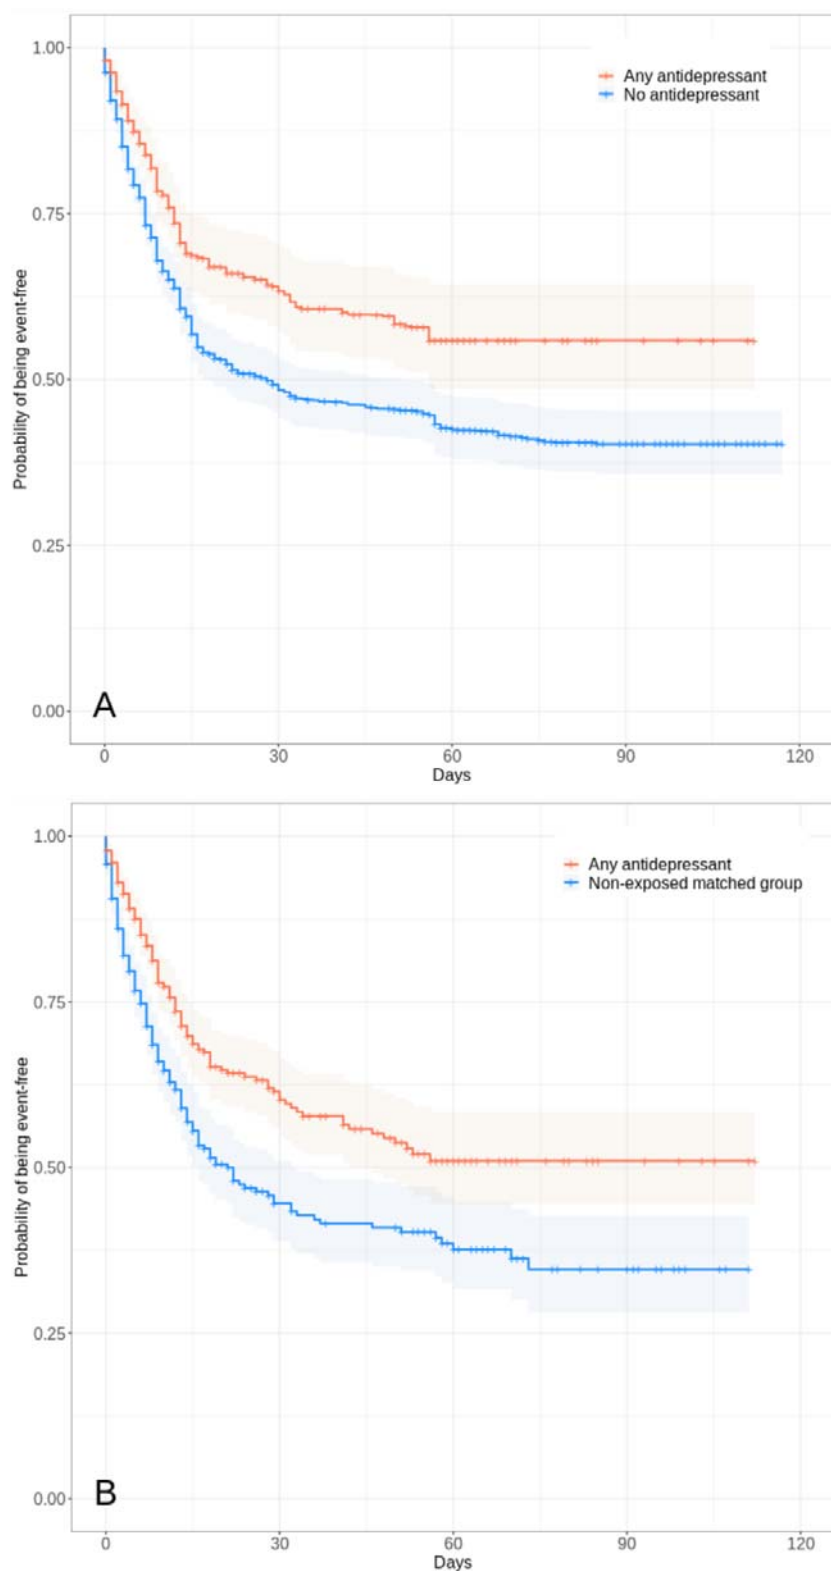 1.00
Any antidepressant
No antidepressant
0.75
Probability of being event-free
0.50
0.25
0.00
A
0 30 60 90 120
Days
1.00
Any antidepressant
Non-exposed matched group
0.75
Probability of being event-free
0.50
0.25
0.00
B
0 30 60 90 120
Days